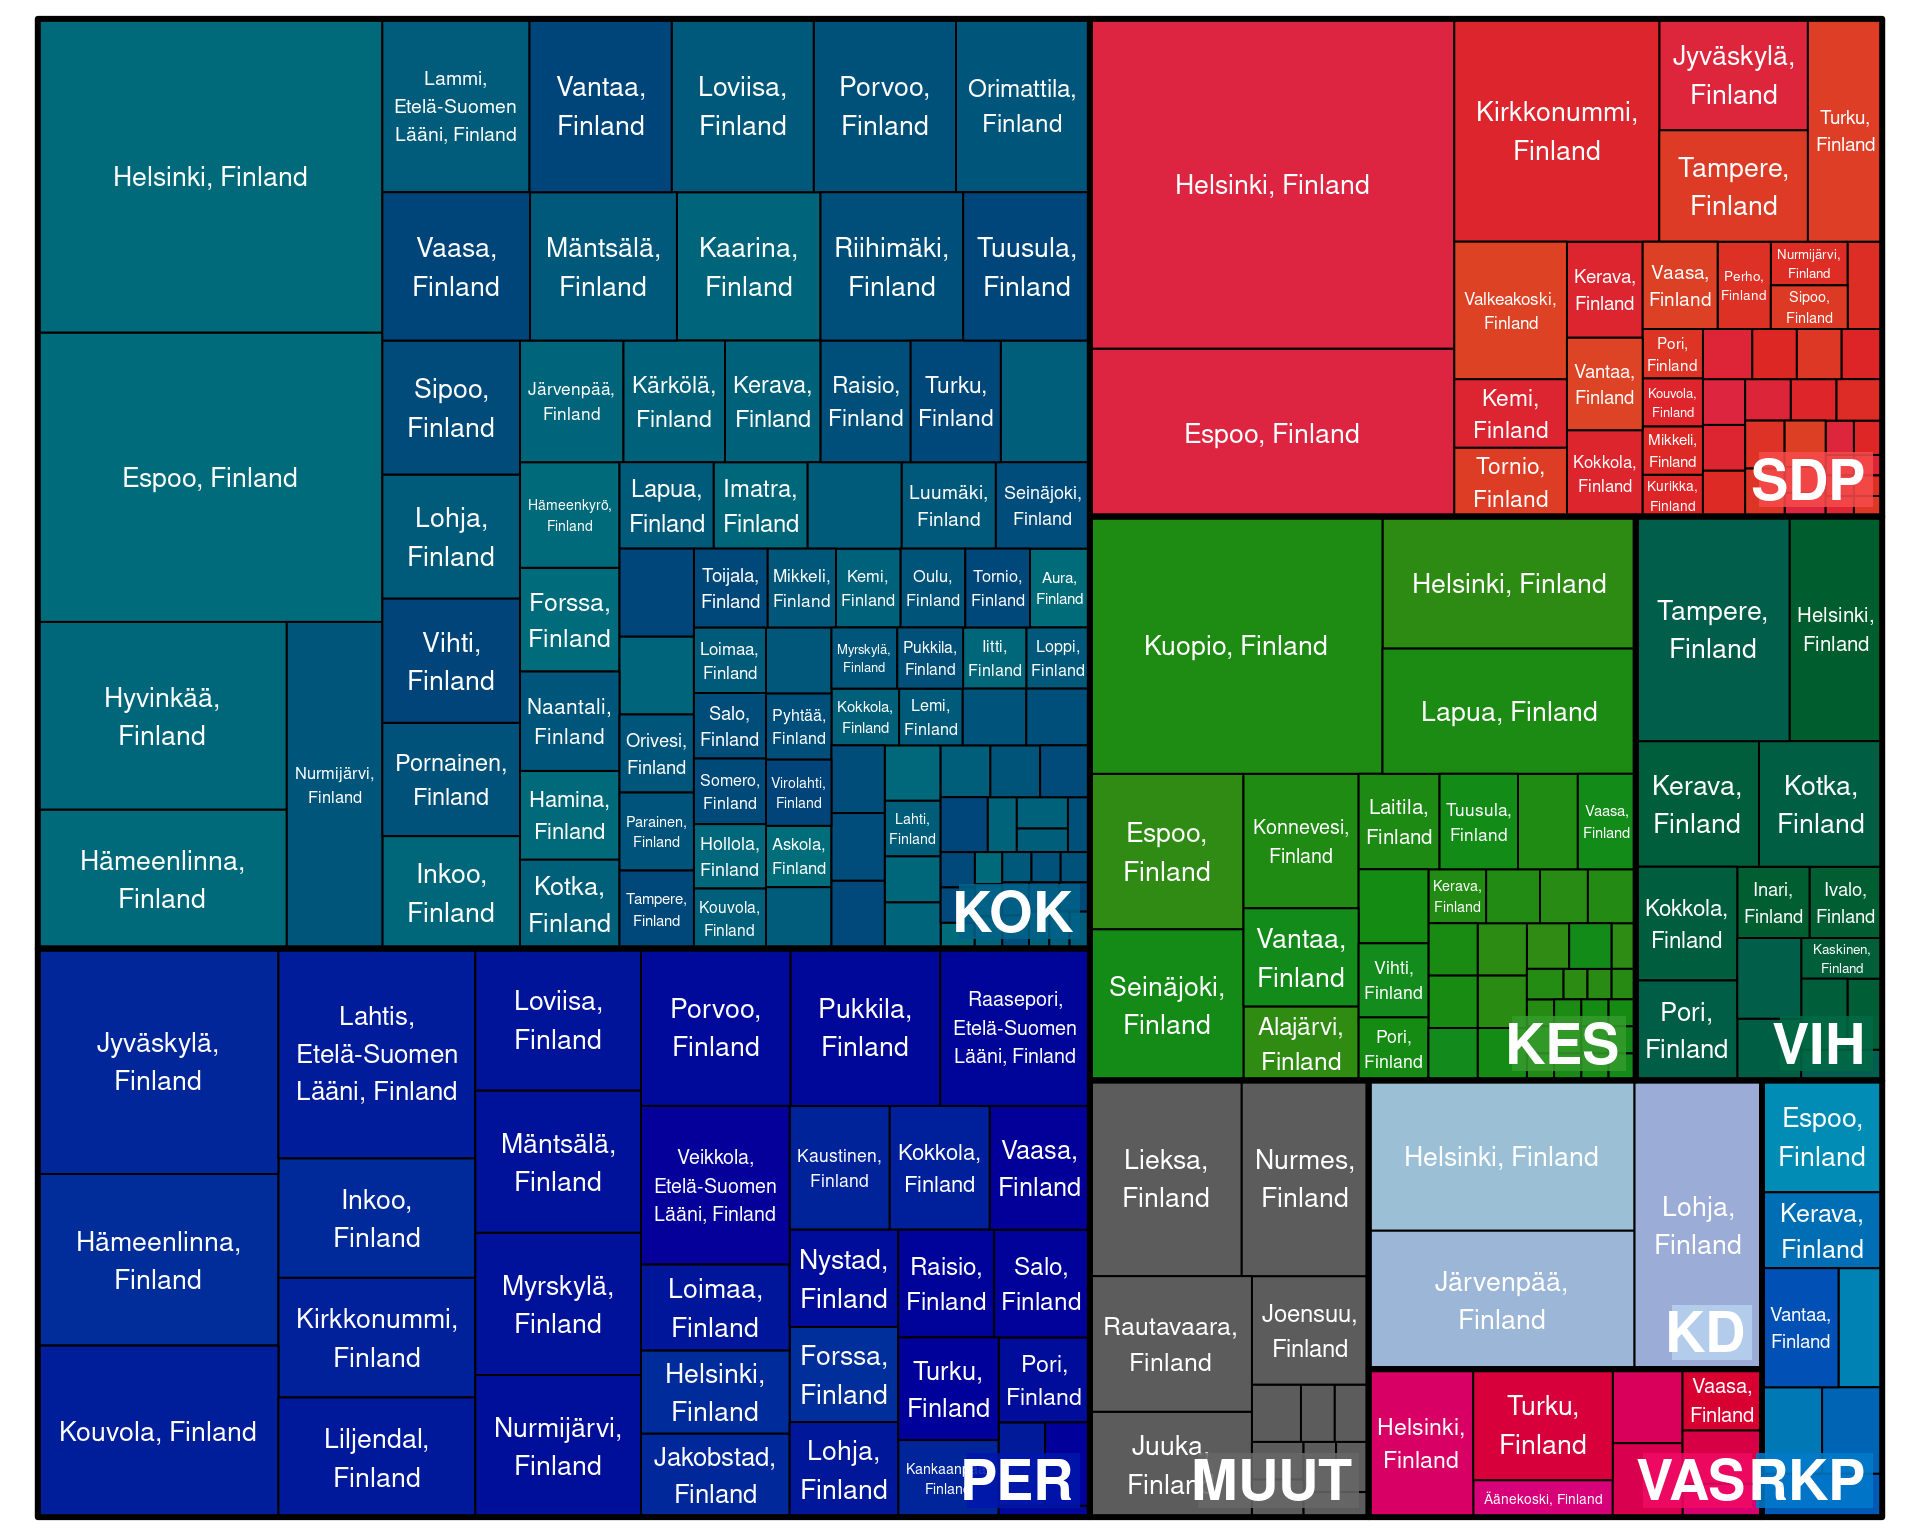 Helsinki, Finland
Espoo, Finland
Hyvinkää,
Finland
Hämeenlinna,
Finland
Nurmijärvi,
Finland
Lammi,
Etelä-Suomen
Lääni, Finland
Vantaa,
Finland
Loviisa,
Finland
Porvoo,
Finland
Orimattila,
Finland
Vaasa,
Finland
Mäntsälä,
Finland
Kaarina,
Finland
Riihimäki,
Finland
Tuusula,
Finland
Sipoo,
Finland
Lohja,
Finland
Vihti,
Finland
Pornainen,
Finland
Inkoo,
Finland
Järvenpää,
Finland
Kärkölä,
Finland
Kerava,
Finland
Raisio,
Finland
Turku,
Finland
Hämeenkyrö,
Finland
Forssa,
Finland
Naantali,
Finland
Hamina,
Finland
Kotka,
Finland
Lapua,
Finland
Imatra,
Finland
Luumäki,
Finland
Seinäjoki,
Finland
Orivesi,
Finland
Parainen,
Finland
Tampere,
Finland
Toijala,
Finland
Mikkeli,
Finland
Kemi,
Finland
Oulu,
Finland
Tornio,
Finland
Aura,
Finland
Loimaa,
Finland
Salo,
Finland
Somero,
Finland
Hollola,
Finland
Kouvola,
Finland
Pyhtää,
Finland
Virolahti,
Finland
Askola,
Finland
Myrskylä,
Finland
Pukkila,
Finland
Iitti,
Finland
Loppi,
Finland
Kokkola,
Finland
Lemi,
Finland
Lahti,
Finland
KOK
Helsinki, Finland
Espoo, Finland
Kirkkonummi,
Finland
Jyväskylä,
Finland
Tampere,
Finland
Turku,
Finland
Valkeakoski,
Finland
Kemi,
Finland
Tornio,
Finland
Kerava,
Finland
Vantaa,
Finland
Kokkola,
Finland
Vaasa,
Finland
Perho,
Finland
Nurmijärvi,
Finland
Sipoo,
Finland
Pori,
Finland
Kouvola,
Finland
Mikkeli,
Finland
Kurikka,
Finland
SDP
Kuopio, Finland
Helsinki, Finland
Lapua, Finland
Espoo,
Finland
Seinäjoki,
Finland
Konnevesi,
Finland
Vantaa,
Finland
Alajärvi,
Finland
Laitila,
Finland
Tuusula,
Finland
Vaasa,
Finland
Kerava,
Finland
Vihti,
Finland
Pori,
Finland
KES
Tampere,
Finland
Helsinki,
Finland
Kerava,
Finland
Kotka,
Finland
Kokkola,
Finland
Pori,
Finland
Inari,
Finland
Ivalo,
Finland
Kaskinen,
Finland
VIH
Jyväskylä,
Finland
Hämeenlinna,
Finland
Kouvola, Finland
Lahtis,
Etelä-Suomen
Lääni, Finland
Inkoo,
Finland
Kirkkonummi,
Finland
Liljendal,
Finland
Loviisa,
Finland
Mäntsälä,
Finland
Myrskylä,
Finland
Nurmijärvi,
Finland
Porvoo,
Finland
Pukkila,
Finland
Raasepori,
Etelä-Suomen
Lääni, Finland
Veikkola,
Etelä-Suomen
Lääni, Finland
Loimaa,
Finland
Helsinki,
Finland
Jakobstad,
Finland
Kaustinen,
Finland
Kokkola,
Finland
Vaasa,
Finland
Nystad,
Finland
Forssa,
Finland
Lohja,
Finland
Raisio,
Finland
Salo,
Finland
Turku,
Finland
Pori,
Finland
Finland
PER
Lieksa,
Finland
Nurmes,
Finland
Rautavaara,
Finland
Juuka,
Finland
Joensuu,
Finland
MUUT
Helsinki, Finland
Järvenpää,
Finland
Lohja,
Finland
KD
Helsinki,
Finland
Turku,
Finland
Äänekoski, Finland
Vaasa,
Finland
VAS
Espoo,
Finland
Kerava,
Finland
Vantaa,
Finland
RKP